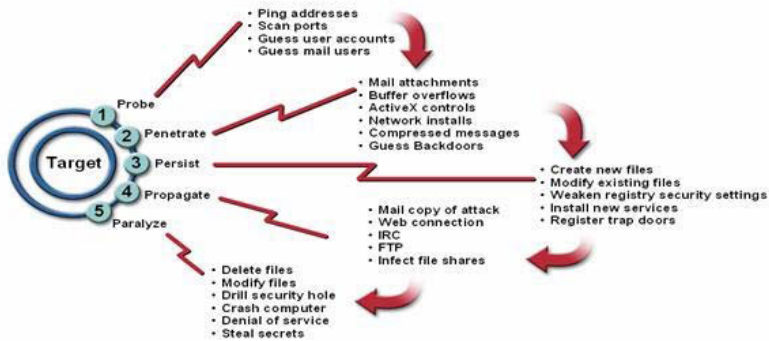 • Ping addresses
• Scan ports
• Guess user accounts
• Guess mail users
• Mail attachments
• Buffer overflows
• ActiveX controls
• Network installs
• Compressed messages
• Guess Backdoors
Target
1 Probe
2 Penetrate
3 Persist
4 Propagate
5 Paralyze
• Create new files
• Modify existing files
• Weaken registry security settings
• Install new services
• Register trap doors
• Mail copy of attack
• Web connection
• IRC
• FTP
• Infect file shares
• Delete files
• Modify files
• Drill security hole
• Crash computer
• Denial of service
• Steal secrets